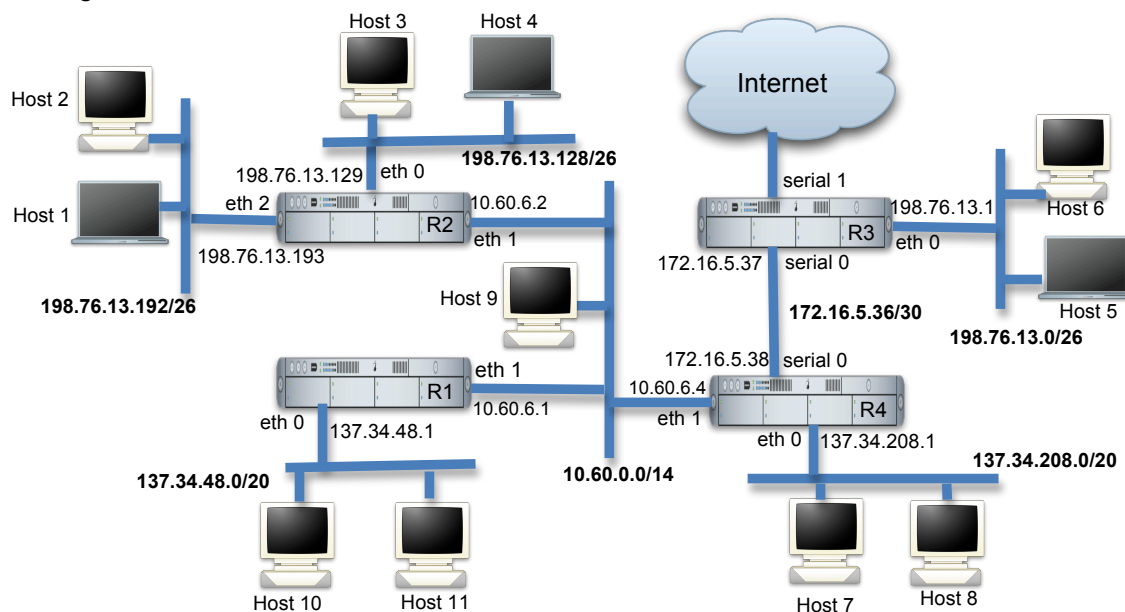 Host 3
Host 4
Internet
Host 2
198.76.13.128/26
198.76.13.129
eth 0
serial 1
Host 1
eth 2
R2
10.60.6.2
eth 1
198.76.13.1
Host 6
R3
eth 0
198.76.13.193
172.16.5.37
serial 0
Host 9
198.76.13.192/26
172.16.5.36/30
Host 5
198.76.13.0/26
172.16.5.38
serial 0
eth 1
R1
10.60.6.4
10.60.6.1
eth 1
R4
eth 0
137.34.48.1
eth 0
137.34.208.1
137.34.208.0/20
137.34.48.0/20
10.60.0.0/14
Host 10
Host 11
Host 7
Host 8